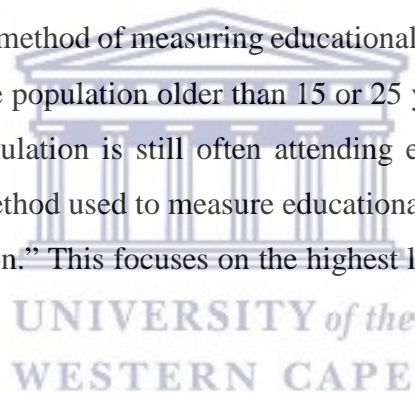 method of measuring educational
population older than 15 or 25
ulation is still often attending
ethod used to measure educationa
on.” This focuses on the highest
UNIVERSITY of the
WESTERN CAPE